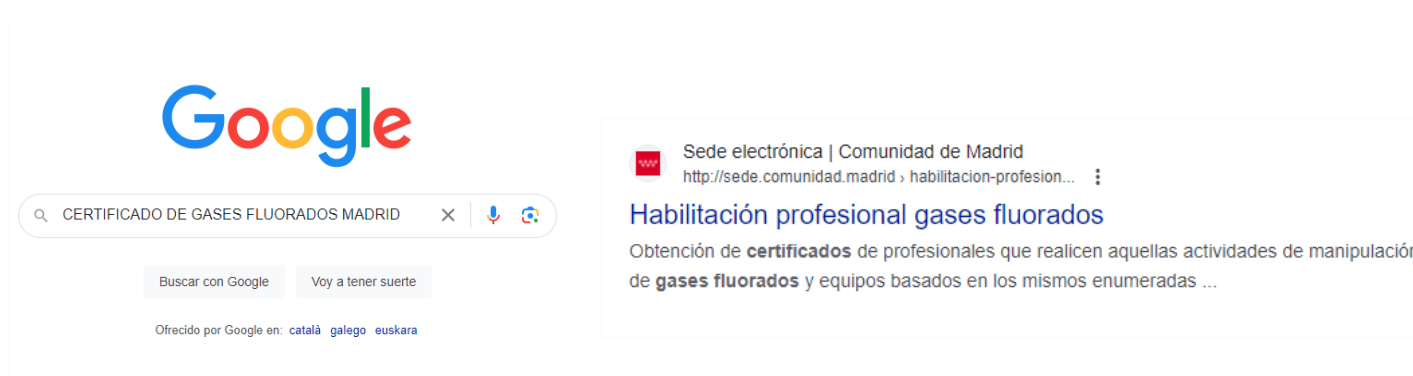 Google
CERTIFICADO DE GASES FLUORADOS MADRID
Buscar con Google
Voy a tener suerte
Ofrecido por Google en: català galego euskara
Sede electrónica | Comunidad de Madrid
http://sede.comunidad.madrid › habilitacion-profesion...
Habilitación profesional gases fluorados
Obtención de certificados de profesionales que realicen aquellas actividades de manipulación
de gases fluorados y equipos basados en los mismos enumeradas ...